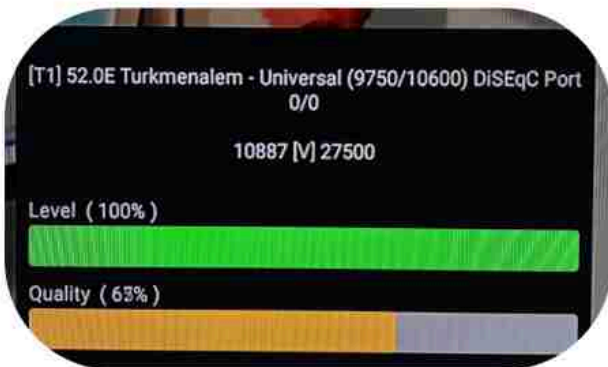 [T1] 52.0E Turkmenalem - Universal (9750/10600) DiSEqC Port
0/0
10887 [V] 27500
Level ( 100% )
Quality ( 63% )